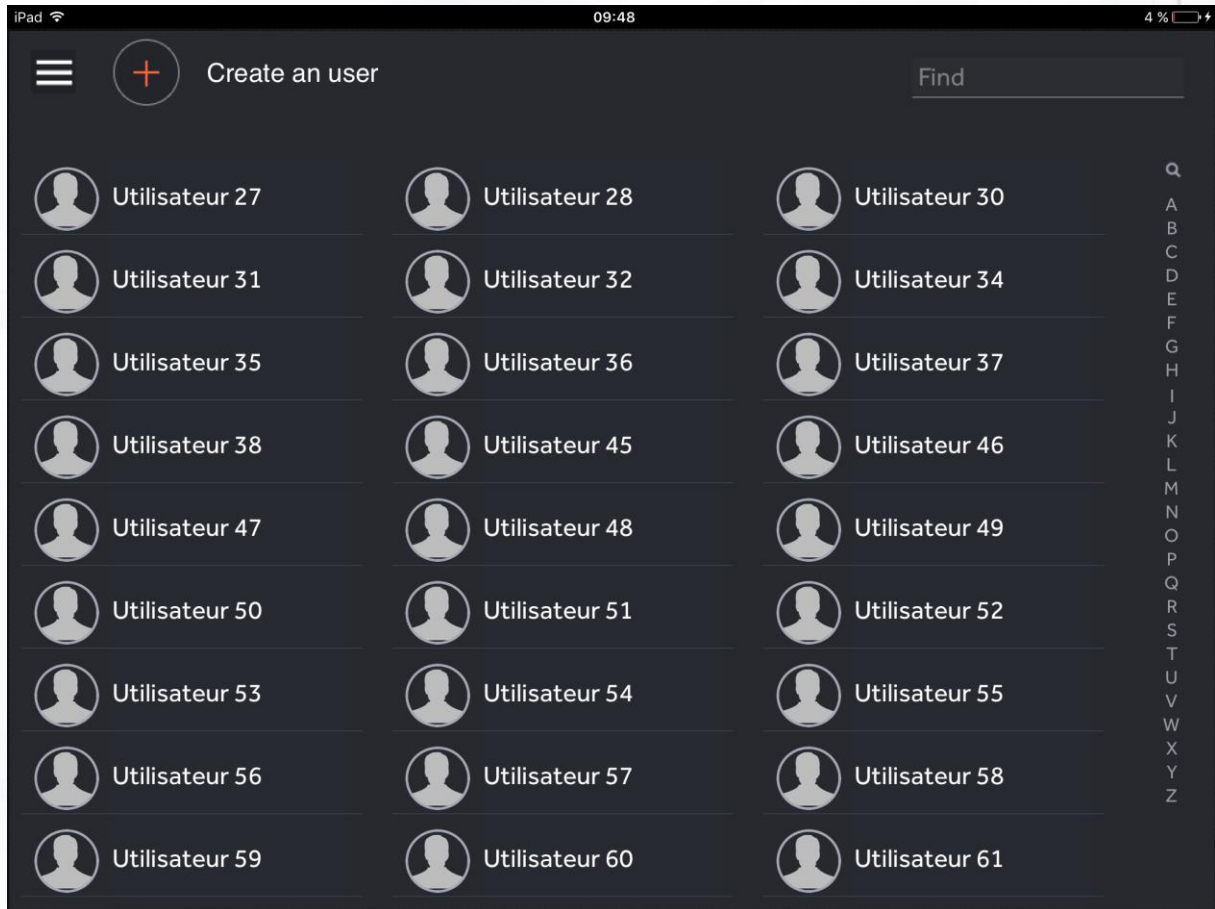 iPad 09:48 4 %
Create an user Find
Utilisateur 27 Utilisateur 28 Utilisateur 30
Utilisateur 31 Utilisateur 32 Utilisateur 34
Utilisateur 35 Utilisateur 36 Utilisateur 37
Utilisateur 38 Utilisateur 45 Utilisateur 46
Utilisateur 47 Utilisateur 48 Utilisateur 49
Utilisateur 50 Utilisateur 51 Utilisateur 52
Utilisateur 53 Utilisateur 54 Utilisateur 55
Utilisateur 56 Utilisateur 57 Utilisateur 58
Utilisateur 59 Utilisateur 60 Utilisateur 61
A
B
C
D
E
F
G
H
I
J
K
L
M
N
O
P
Q
R
S
T
U
V
W
X
Y
Z